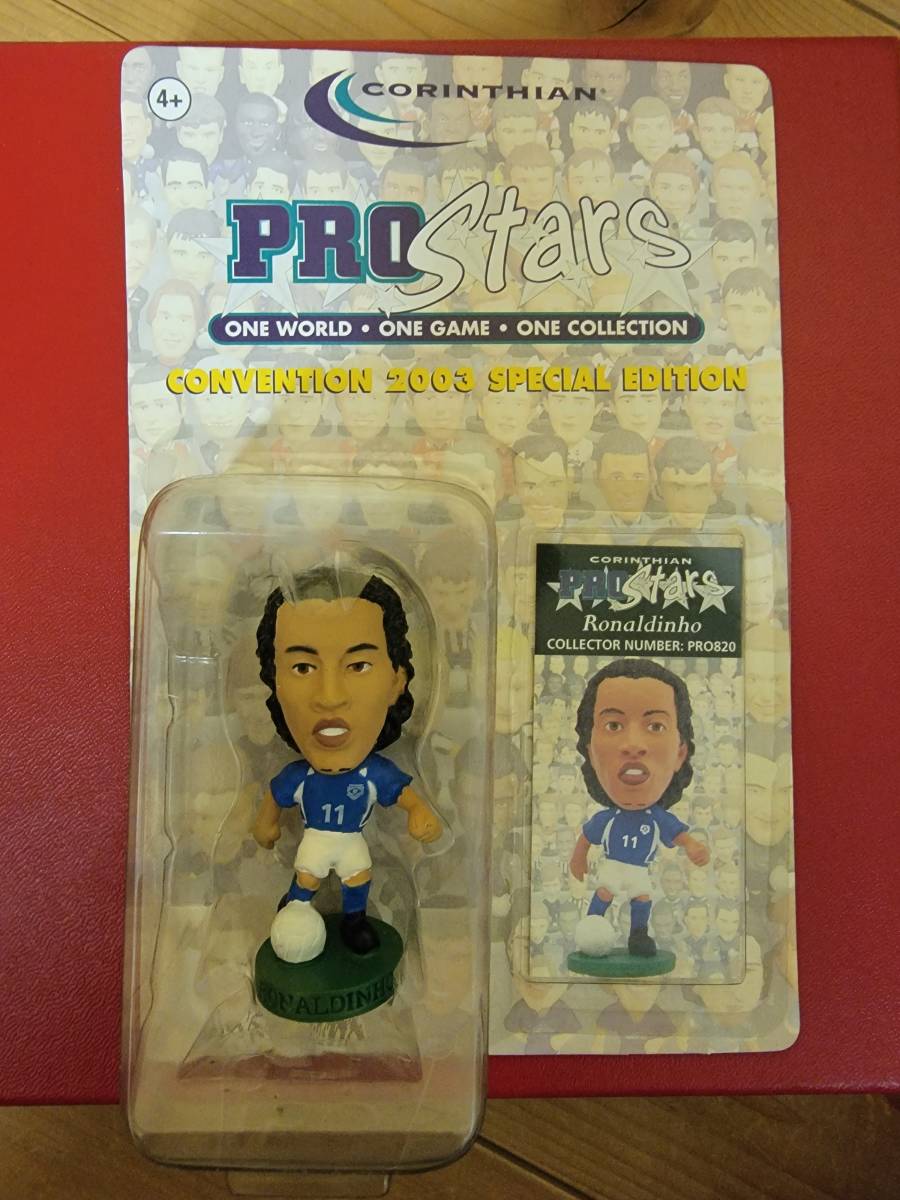 4+
CORINTHIAN
PRO Stars
ONE WORLD • ONE GAME • ONE COLLECTION
CONVENTION 2003 SPECIAL EDITION
CORINTHIAN
PRO Stars
Ronaldinho
COLLECTOR NUMBER: PRO820
11
11
RONALDINHO